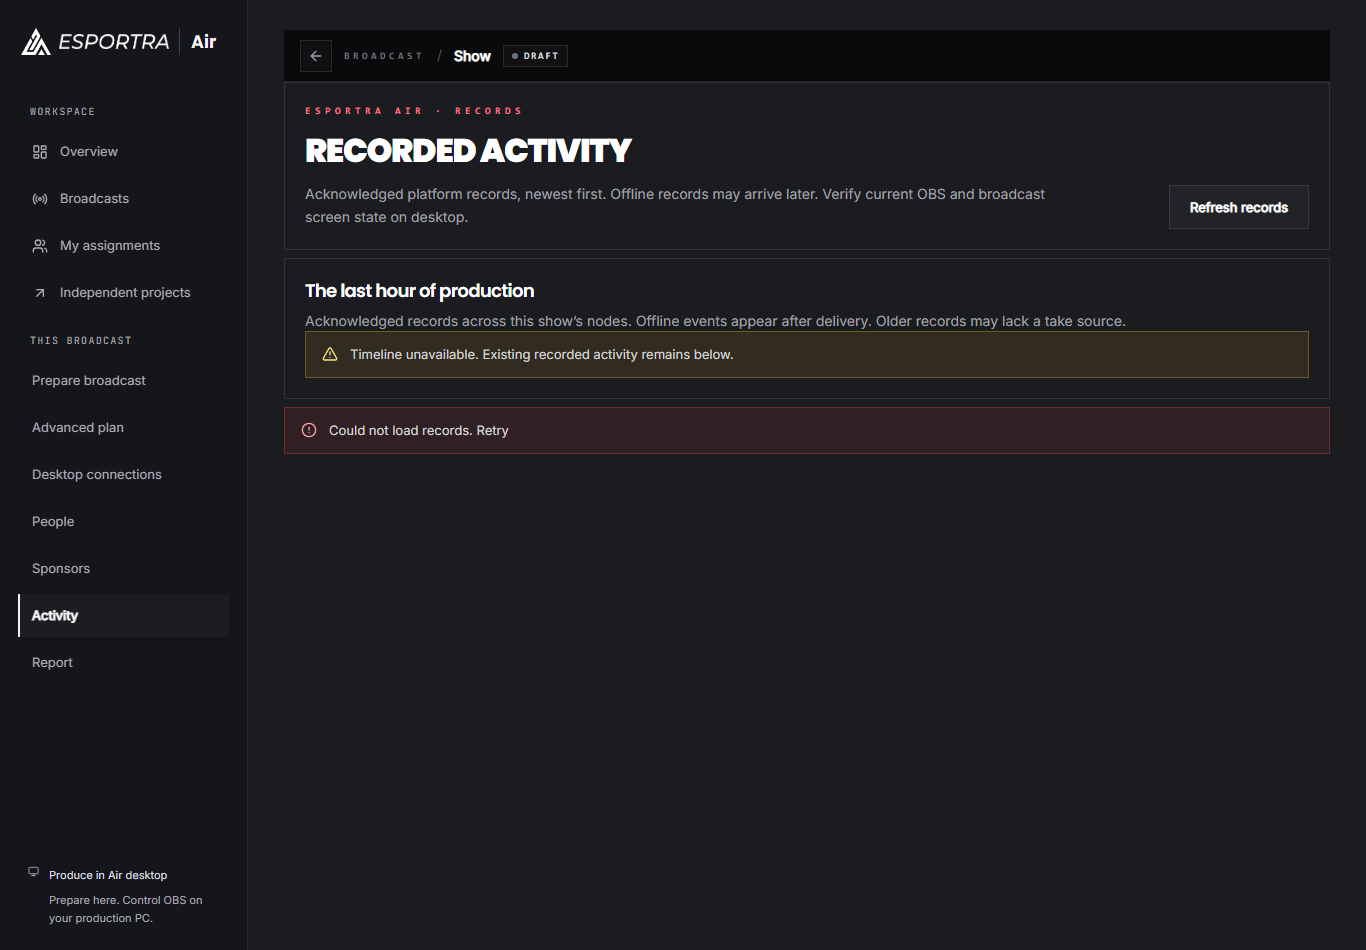 ESPORTRA Air
WORKSPACE
Overview
Broadcasts
My assignments
Independent projects
THIS BROADCAST
Prepare broadcast
Advanced plan
Desktop connections
People
Sponsors
Activity
Report
Produce in Air desktop
Prepare here. Control OBS on
your production PC.
BROADCAST / Show DRAFT
ESPORTRA AIR · RECORDS
RECORDED ACTIVITY
Acknowledged platform records, newest first. Offline records may arrive later. Verify current OBS and broadcast
screen state on desktop.
Refresh records
The last hour of production
Acknowledged records across this show’s nodes. Offline events appear after delivery. Older records may lack a take source.
Timeline unavailable. Existing recorded activity remains below.
Could not load records. Retry